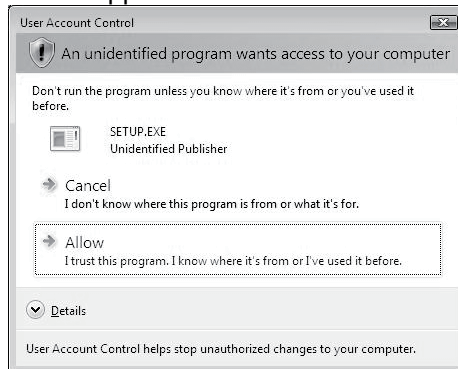 User Account Control
An unidentified program wants access to your computer
Don't run the program unless you know where it's from or you've used it
before.
SETUP.EXE
Unidentified Publisher
Cancel
I don't know where this program is from or what it's for.
Allow
I trust this program. I know where it's from or I've used it before.
Details
User Account Control helps stop unauthorized changes to your computer.